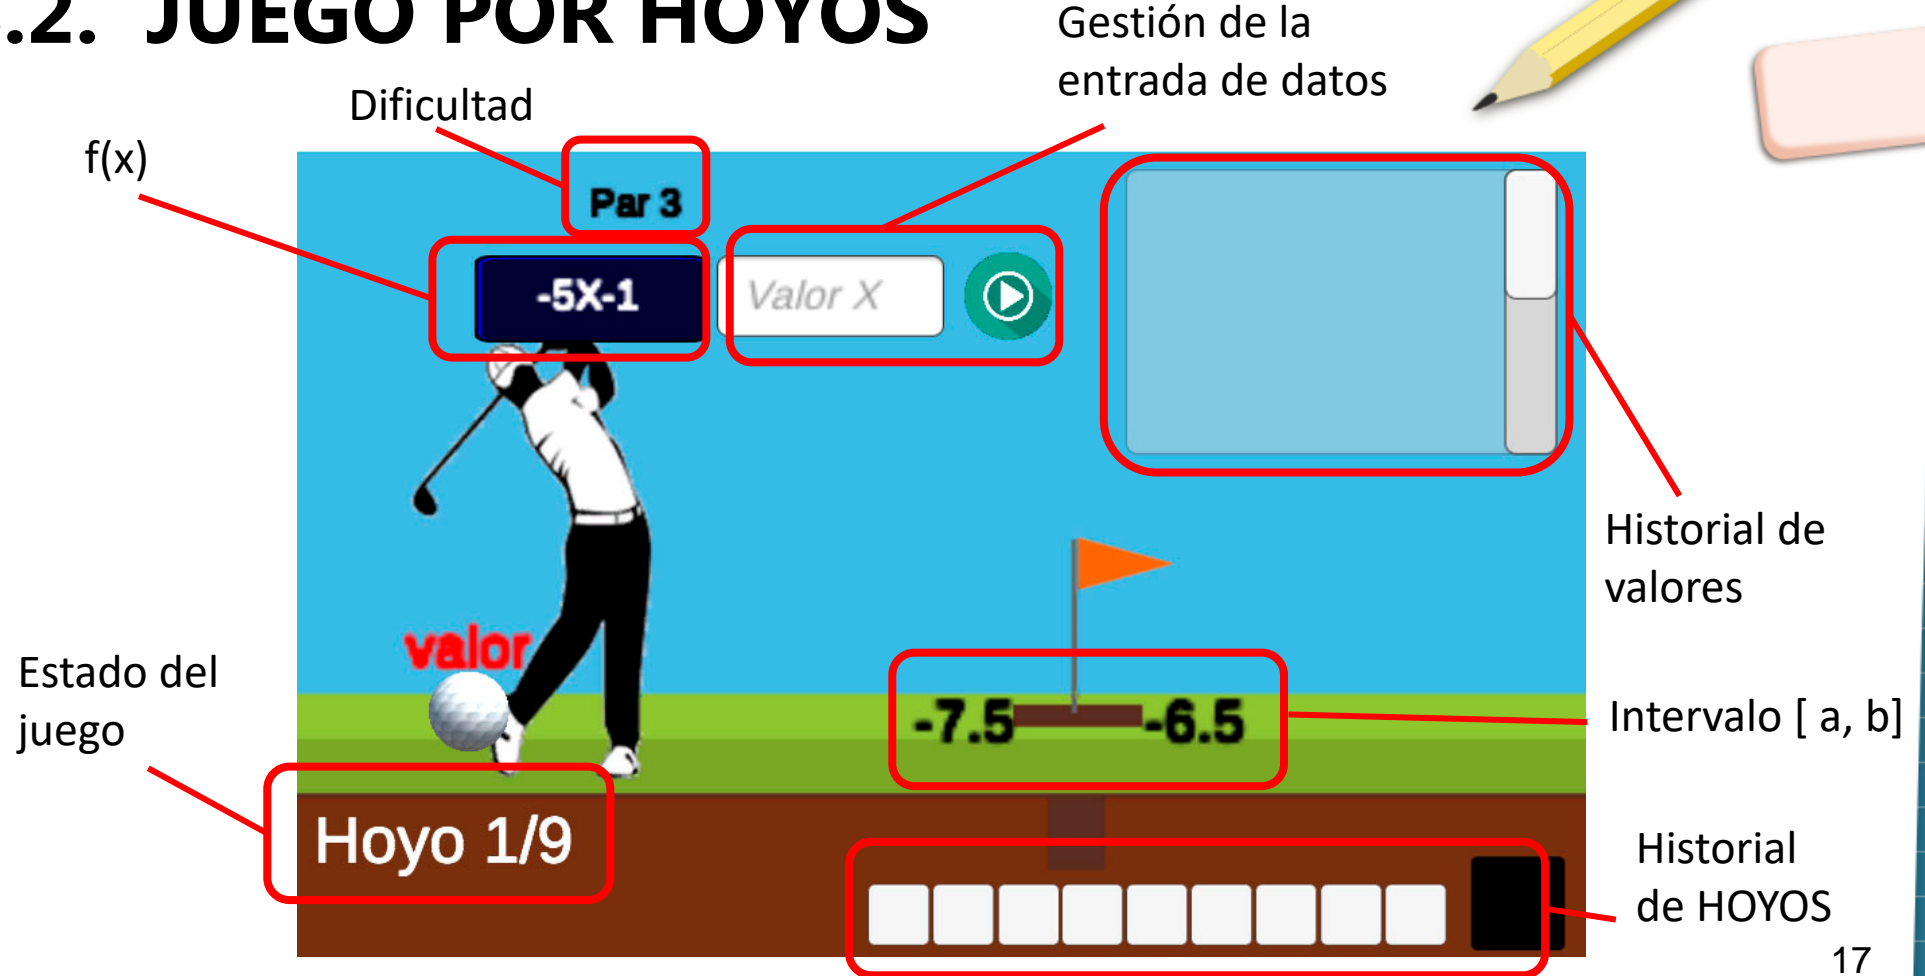 .2. JUEGO POR HOYOS
Gestión de la
entrada de datos
Dificultad
f(x)
Par 3
-5X-1
Valor X
Historial de
valores
valor
Estado del
juego
-7.5
-6.5
Intervalo [ a, b]
Hoyo 1/9
Historial
de HOYOS
17